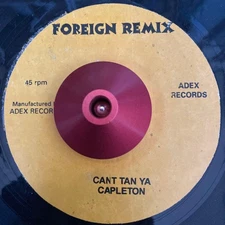 FOREIGN REMIX
45 rpm
ADEX
RECORDS
Manufactured
ADEX RECOR
CANT TAN YA
CAPLETON